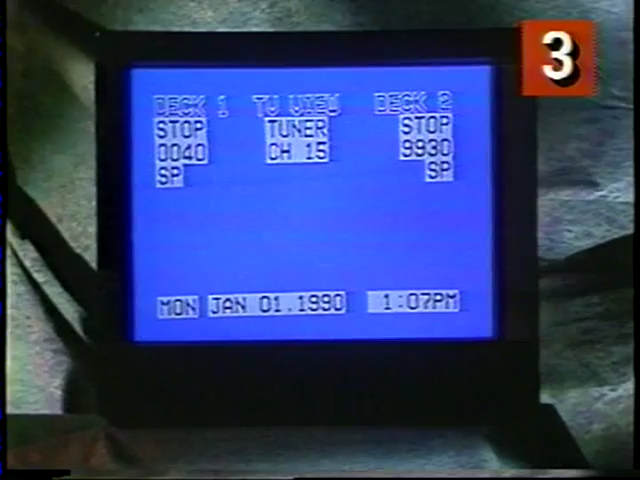 3
DECK 1 TV VIEW DECK 2
STOP TUNER STOP
0040 CH 15 9930
SP SP
MON JAN 01.1990 1:07PM